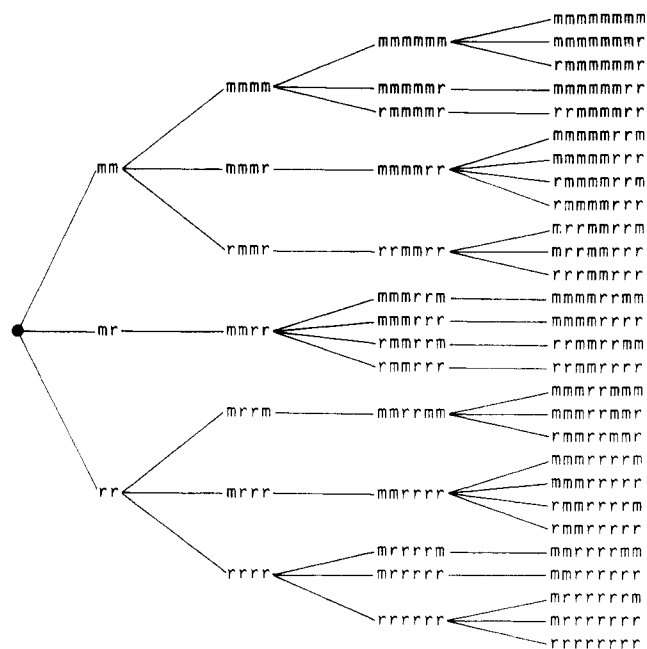 mmmmmmmm
mmmmmm mmmmmmmr
rmmmmmmr
mmmm mmmmmr mmmmmmrr
rmmmmr rrmmmmrr
mmmmmrrm
mmmmmrrr
mm mmmr mmmmrr
rmmmmrrm
rmmmmrrr
mrrmmrrm
rmmr rrmmrr mrrmmrrr
rrrmmrrr
mmmrrm mmmmrrmm
mmmrrr mmmmrrrr
mr mmrr
rmmrrm rrmmrrmm
rmmrrr rrmmrrrr
mmmrrmmm
mrrm mmrrmm mmmrrmmr
rmmrrmmr
mmmrrrrm
mmmrrrrr
rr mrrr mmrrrr
rmmrrrrm
rmmrrrrr
mrrrrm mmrrrrmm
rrrr mrrrrr mmrrrrrr
mrrrrrrm
rrrrrr mrrrrrrr
rrrrrrrr